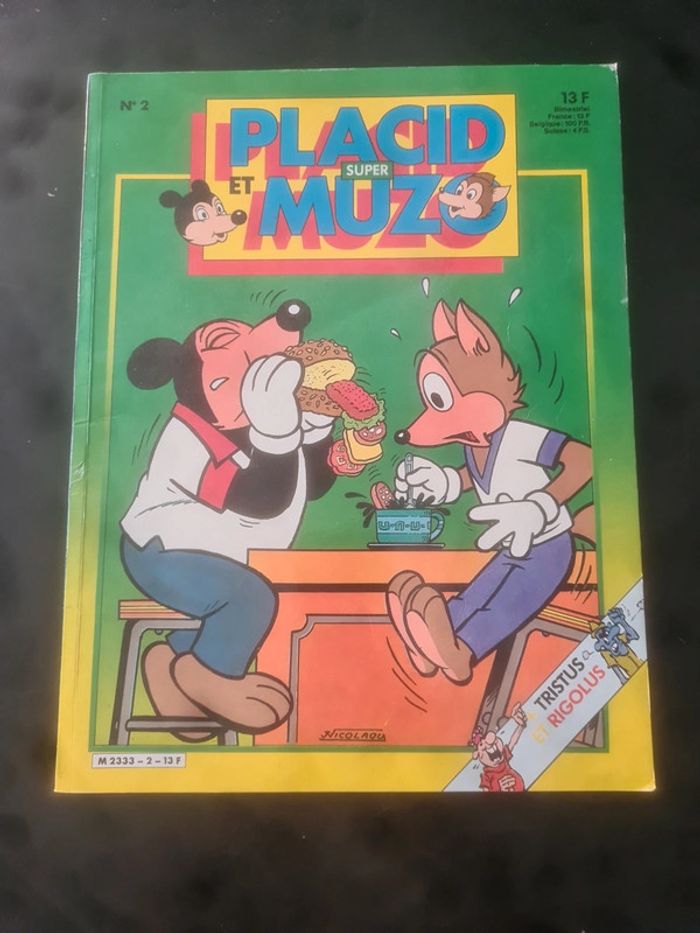 N° 2
13 F
Bimestriel
France : 13 F
Belgique : 100 F.B.
Suisse : 4 F.S.
PLACID
SUPER
ET
MUZO
NICOLAOU
TRISTUS
ET RIGOLUS
M 2333 - 2 - 13 F